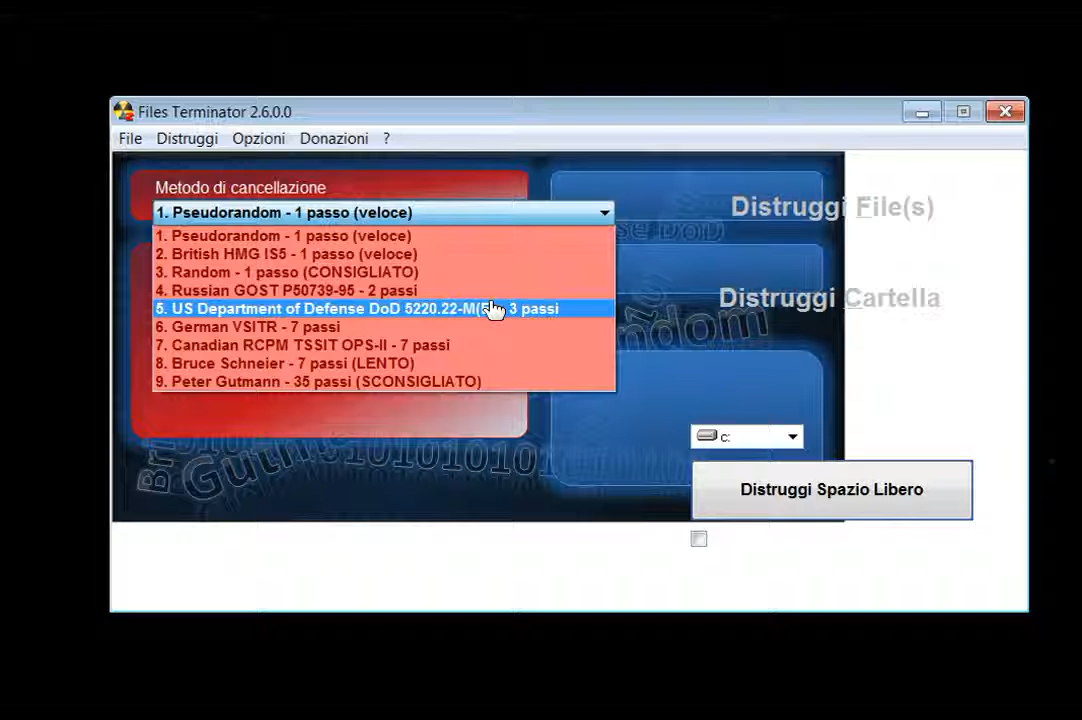 Files Terminator 2.6.0.0
File Distruggi Opzioni Donazioni ?
Metodo di cancellazione
1. Pseudorandom - 1 passo (veloce)
1. Pseudorandom - 1 passo (veloce)
2. British HMG IS5 - 1 passo (veloce)
3. Random - 1 passo (CONSIGLIATO)
4. Russian GOST P50739-95 - 2 passi
5. US Department of Defense DoD 5220.22-M( 3 passi
6. German VSITR - 7 passi
7. Canadian RCPM TSSIT OPS-II - 7 passi
8. Bruce Schneier - 7 passi (LENTO)
9. Peter Gutmann - 35 passi (SCONSIGLIATO)
Distruggi File(s)
Distruggi Cartella
c:
Distruggi Spazio Libero